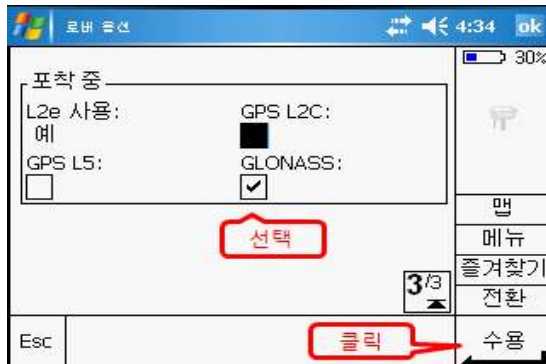 로버 옵션 4:34 ok
30%
포착 중
L2e 사용: GPS L2C:
예
GPS L5: GLONASS:
선택
맵
메뉴
즐겨찾기
3/3 전환
Esc 클릭 수용